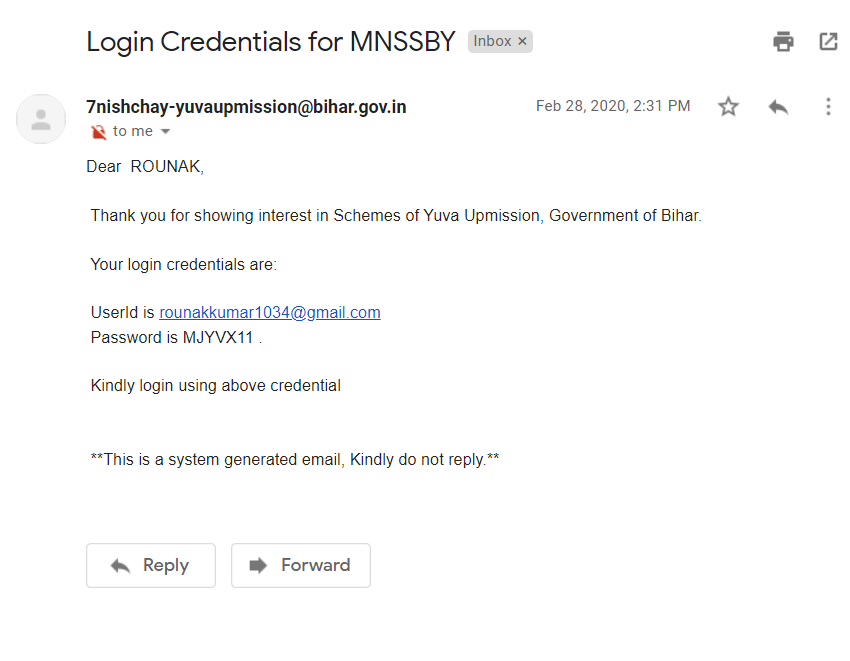 Login Credentials for MNSSBY Inbox ×
7nishchay-yuvaupmission@bihar.gov.in Feb 28, 2020, 2:31 PM
to me
Dear  ROUNAK,
Thank you for showing interest in Schemes of Yuva Upmission, Government of Bihar.
Your login credentials are:
UserId is rounakkumar1034@gmail.com
Password is MJYVX11 .
Kindly login using above credential
**This is a system generated email, Kindly do not reply.**
Reply Forward